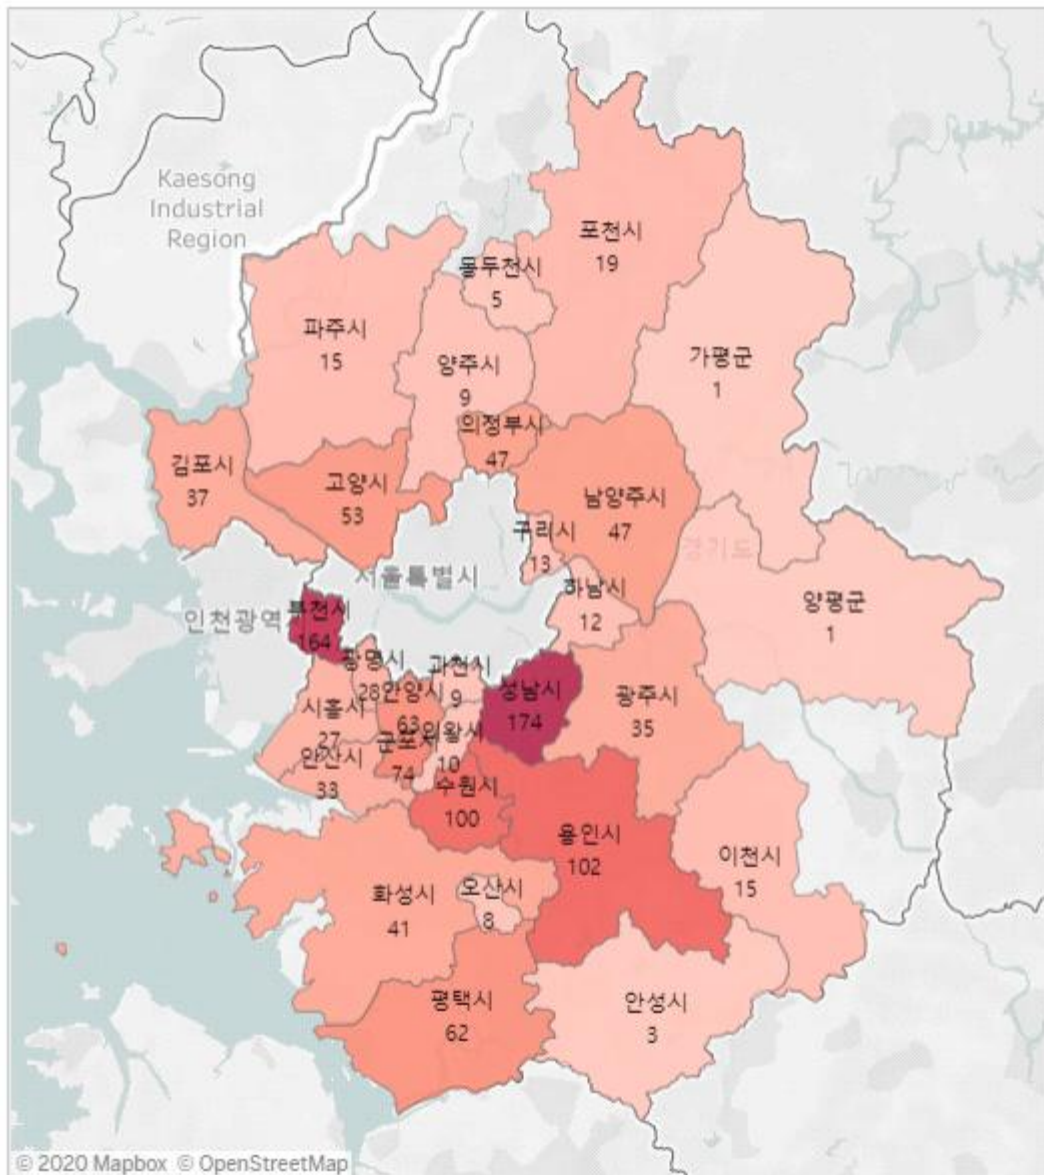 Kaesong
Industrial
Region
포천시
19
동두천시
5
파주시
15
양주시
9
가평군
1
의정부시
47
김포시
37
고양시
53
남양주시
47
구리시
13
경기도
서울특별시
하남시
12
양평군
1
부천시
164
인천광역
광명시
28
과천시
9
안양시
63
성남시
174
광주시
35
시흥시
27
의왕시
10
군포시
74
안산시
33
수원시
100
용인시
102
이천시
15
화성시
41
오산시
8
평택시
62
안성시
3
© 2020 Mapbox © OpenStreetMap